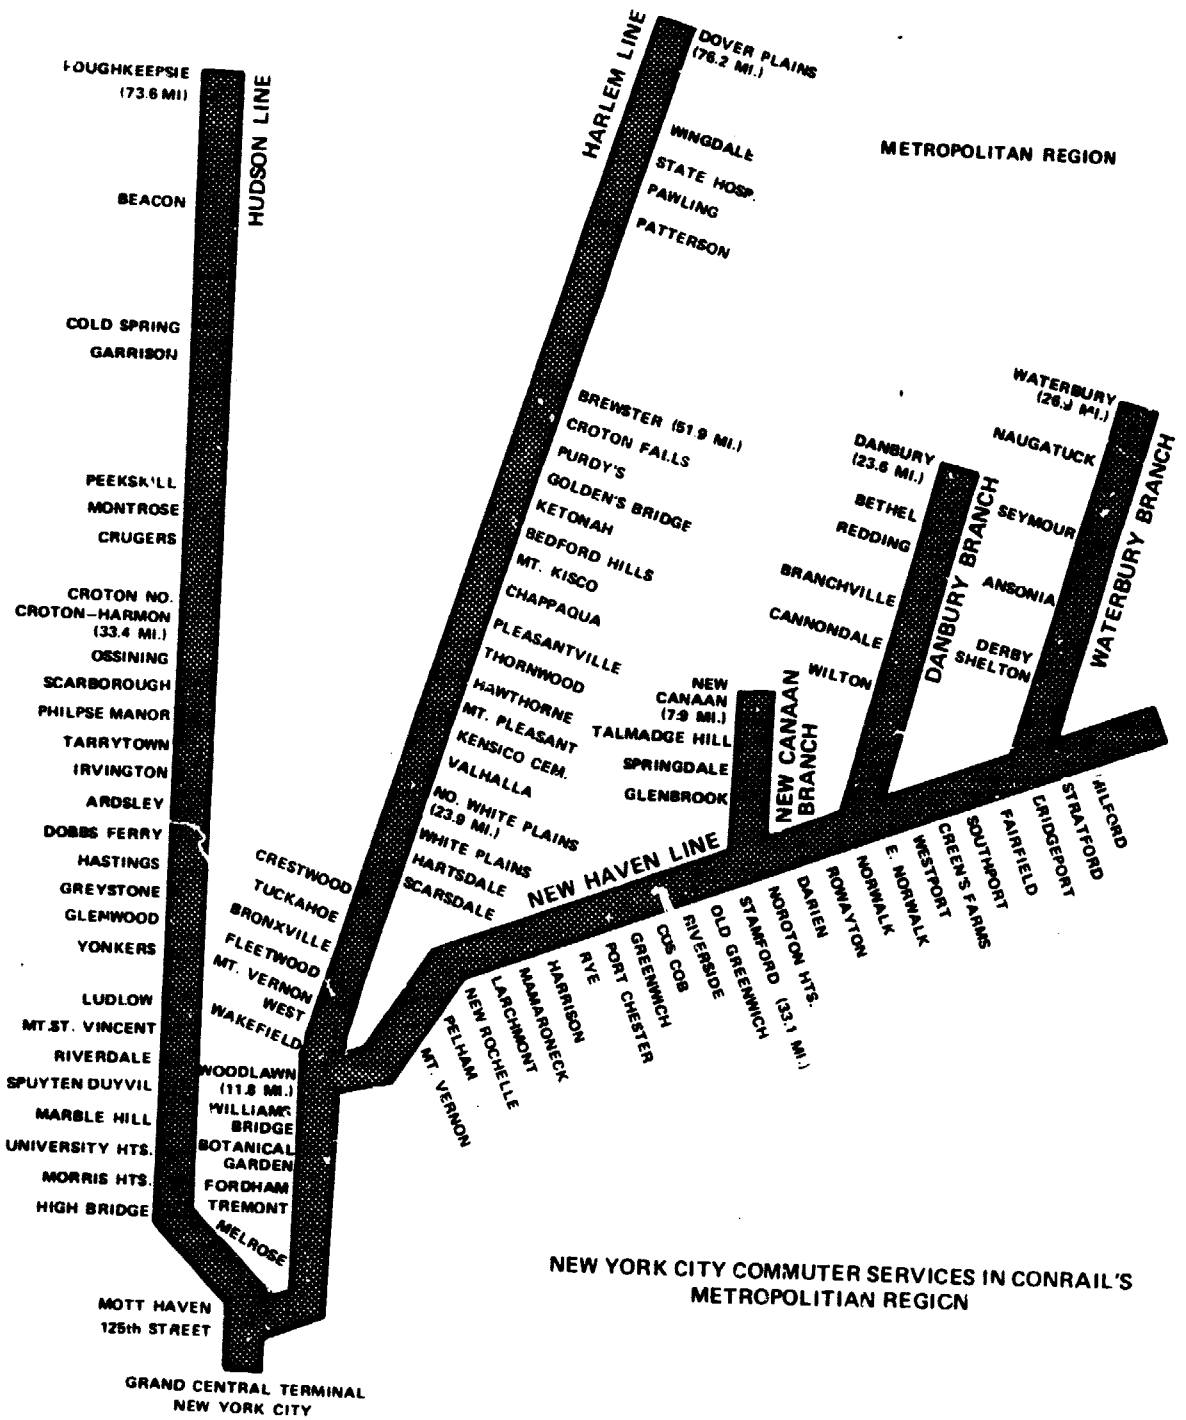 POUGHKEEPSIE
(73.6 MI)
HUDSON LINE
BEACON
COLD SPRING
GARRISON
PEEKSKILL
MONTROSE
CRUGERS
CROTON NO.
CROTON-HARMON
(33.4 MI.)
OSSINING
SCARBOROUGH
PHILPSE MANOR
TARRYTOWN
IRVINGTON
ARDSLEY
DOBBS FERRY
HASTINGS
GREYSTONE
GLENWOOD
YONKERS
LUDLOW
MT.ST. VINCENT
RIVERDALE
SPUYTEN DUYVIL
MARBLE HILL
UNIVERSITY HTS.
MORRIS HTS.
HIGH BRIDGE
MOTT HAVEN
125th STREET
GRAND CENTRAL TERMINAL
NEW YORK CITY
HARLEM LINE
DOVER PLAINS
(76.2 MI.)
WINGDALE
STATE HOSP.
PAWLING
PATTERSON
BREWSTER (51.9 MI.)
CROTON FALLS
PURDY'S
GOLDEN'S BRIDGE
KETONAH
BEDFORD HILLS
MT. KISCO
CHAPPAQUA
PLEASANTVILLE
THORNWOOD
HAWTHORNE
MT. PLEASANT
KENSICO CEM.
VALHALLA
NO. WHITE PLAINS
(23.9 MI.)
WHITE PLAINS
HARTSDALE
SCARSDALE
CRESTWOOD
TUCKAHOE
BRONXVILLE
FLEETWOOD
MT. VERNON
WEST
WAKEFIELD
WOODLAWN
(11.8 MI.)
WILLIAMS
BRIDGE
BOTANICAL
GARDEN
FORDHAM
TREMONT
MELROSE
METROPOLITAN REGION
NEW HAVEN LINE
MT. VERNON
PELHAM
NEW ROCHELLE
LARCHMONT
MAMARONECK
HARRISON
RYE
PORT CHESTER
GREENWICH
COS COB
RIVERSIDE
OLD GREENWICH
STAMFORD (33.1 MI.)
NOROTON HTS.
DARIEN
ROWAYTON
NORWALK
E. NORWALK
WESTPORT
GREEN'S FARMS
SOUTHPORT
FAIRFIELD
BRIDGEPORT
STRATFORD
MILFORD
NEW
CANAAN
(7.9 MI.)
TALMADGE HILL
SPRINGDALE
GLENBROOK
NEW CANAAN
BRANCH
DANBURY
(23.6 MI.)
BETHEL
REDDING
BRANCHVILLE
CANNONDALE
WILTON
DANBURY BRANCH
WATERBURY
(26.9 MI.)
NAUGATUCK
SEYMOUR
ANSONIA
DERBY
SHELTON
WATERBURY BRANCH
NEW YORK CITY COMMUTER SERVICES IN CONRAIL'S
METROPOLITIAN REGION